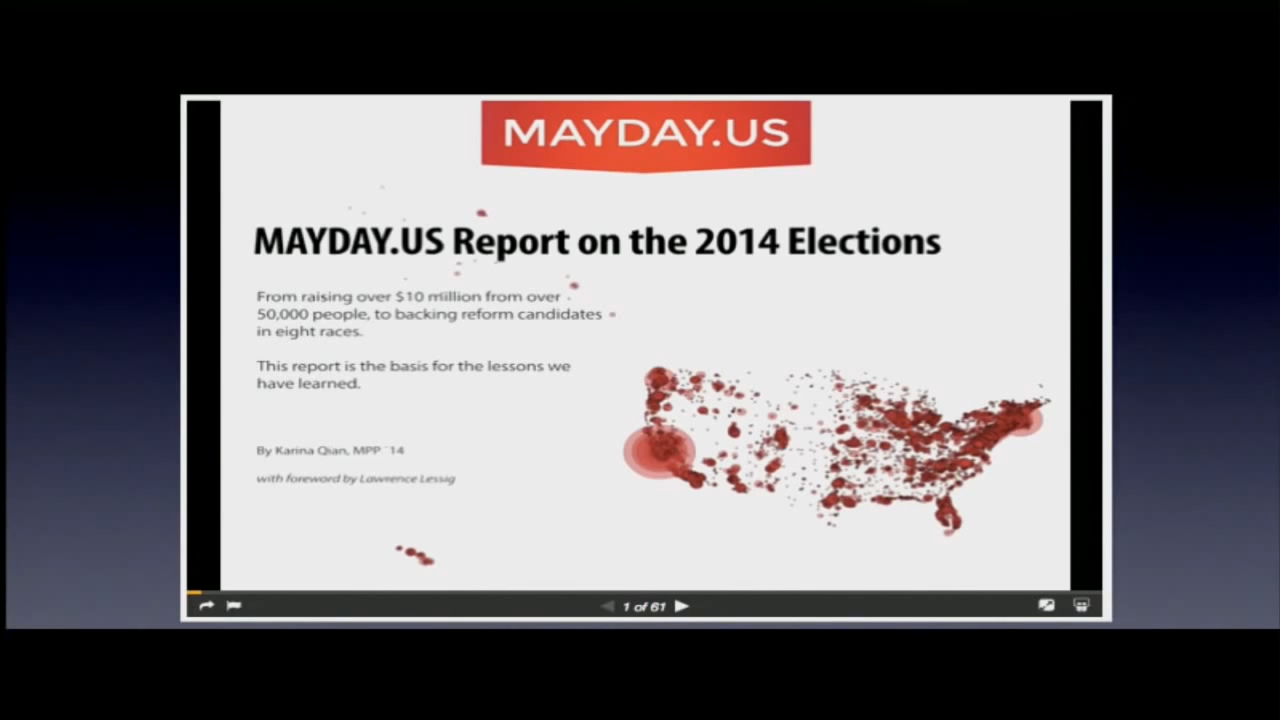 MAYDAY.US
MAYDAY.US Report on the 2014 Elections
From raising over $10 million from over
50,000 people, to backing reform candidates
in eight races.
This report is the basis for the lessons we
have learned.
By Karina Qian, MPP `14
with foreword by Lawrence Lessig
1 of 61